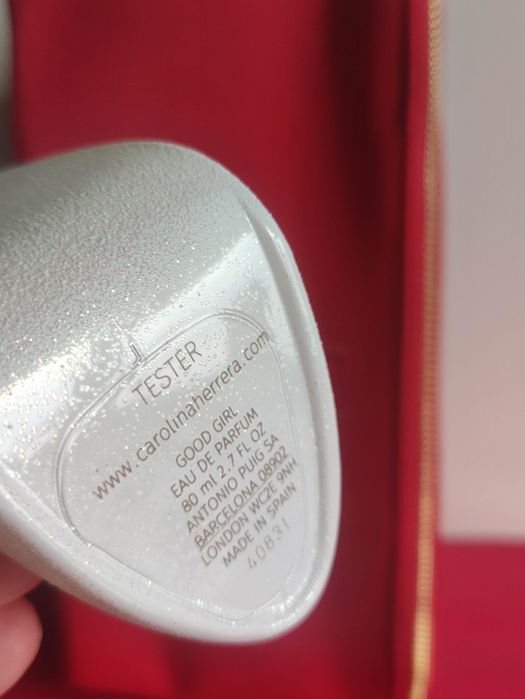 TESTER
www.carolinaherrera.com
GOOD GIRL
EAU DE PARFUM
80 ml 2.7 FL OZ
ANTONIO PUIG SA
BARCELONA 08902
LONDON WC2E 9NH
MADE IN SPAIN
40831